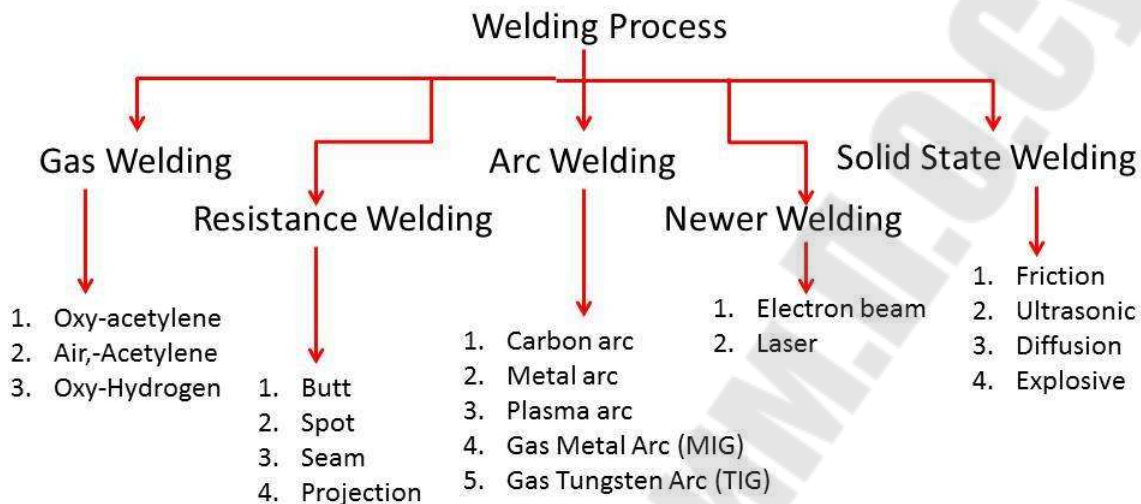 Welding Process
Gas Welding
Resistance Welding
Arc Welding
Newer Welding
Solid State Welding
1. Oxy-acetylene
2. Air,-Acetylene
3. Oxy-Hydrogen
1. Butt
2. Spot
3. Seam
4. Projection
1. Carbon arc
2. Metal arc
3. Plasma arc
4. Gas Metal Arc (MIG)
5. Gas Tungsten Arc (TIG)
1. Electron beam
2. Laser
1. Friction
2. Ultrasonic
3. Diffusion
4. Explosive